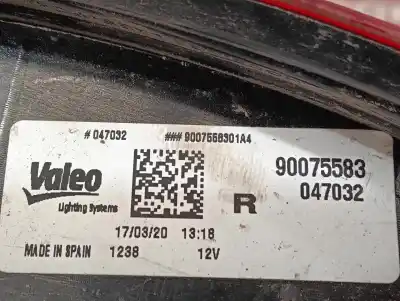 # 047032 ### 9007558301A4
Valeo
Lighting Systems
90075583
047032
R
17/03/20 13:18
MADE IN SPAIN 1238 12V